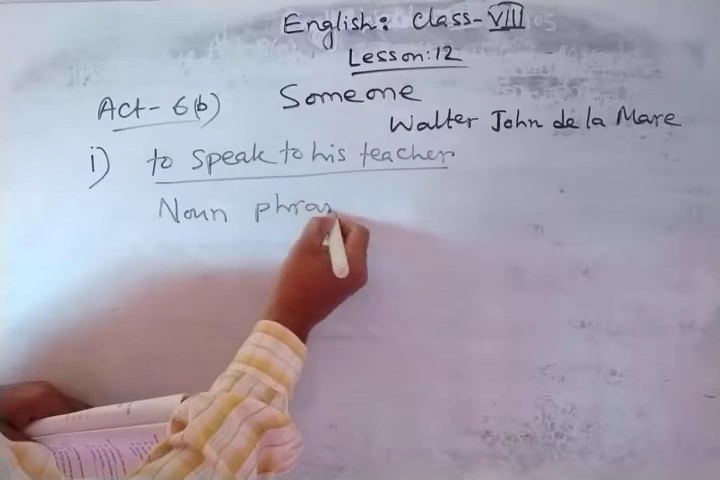 English: Class-VIII
Lesson:12
Act-6(b) Someone
Walter John de la Mare
i) to speak to his teacher.
Noun phras